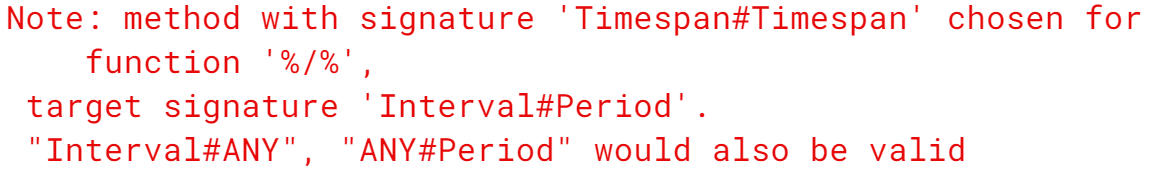 Note: method with signature 'Timespan#Timespan' chosen for
function '%/%',
target signature 'Interval#Period'.
"Interval#ANY", "ANY#Period" would also be valid